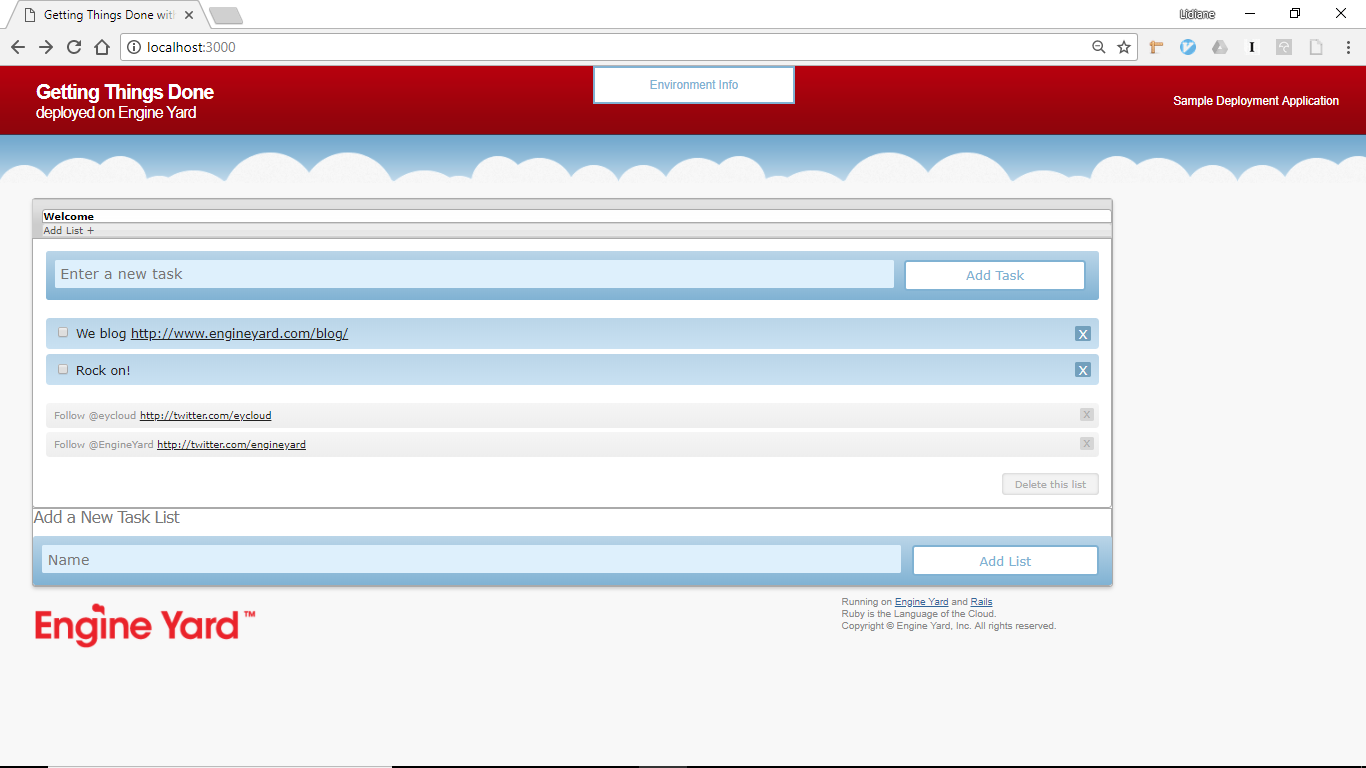 Getting Things Done wit
Lidiane
localhost:3000
Getting Things Done
deployed on Engine Yard
Environment Info
Sample Deployment Application
Welcome
Add List +
Enter a new task
Add Task
We blog http://www.engineyard.com/blog/
X
Rock on!
X
Follow @eycloud http://twitter.com/eycloud
X
Follow @EngineYard http://twitter.com/engineyard
X
Delete this list
Add a New Task List
Name
Add List
Engine Yard™
Running on Engine Yard and Rails
Ruby is the Language of the Cloud.
Copyright © Engine Yard, Inc. All rights reserved.